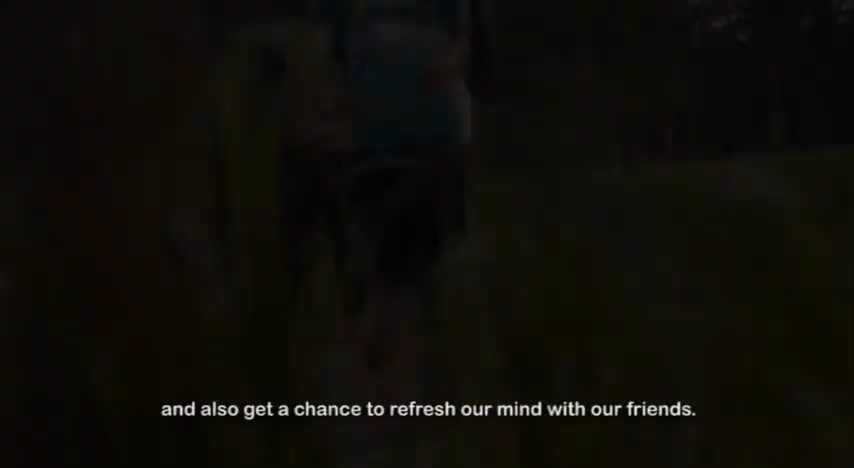 and also get a chance to refresh our mind with our friends.